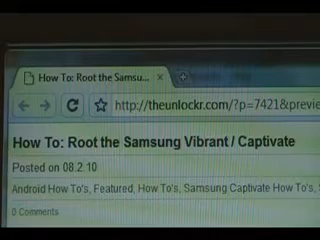 How To: Root the Samsu...
http://theunlockr.com/?p=7421&previe
How To: Root the Samsung Vibrant / Captivate
Posted on 08.2.10
Android How To's, Featured, How To's, Samsung Captivate How To's, S
0 Comments